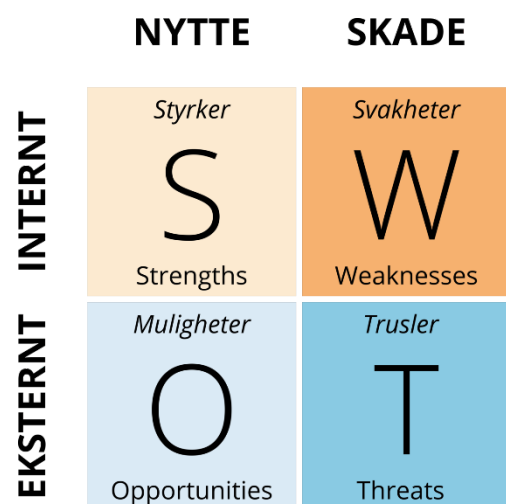 NYTTE SKADE
INTERNT
Styrker
S
Strengths
Svakheter
W
Weaknesses
EKSTERNT
Muligheter
O
Opportunities
Trusler
T
Threats